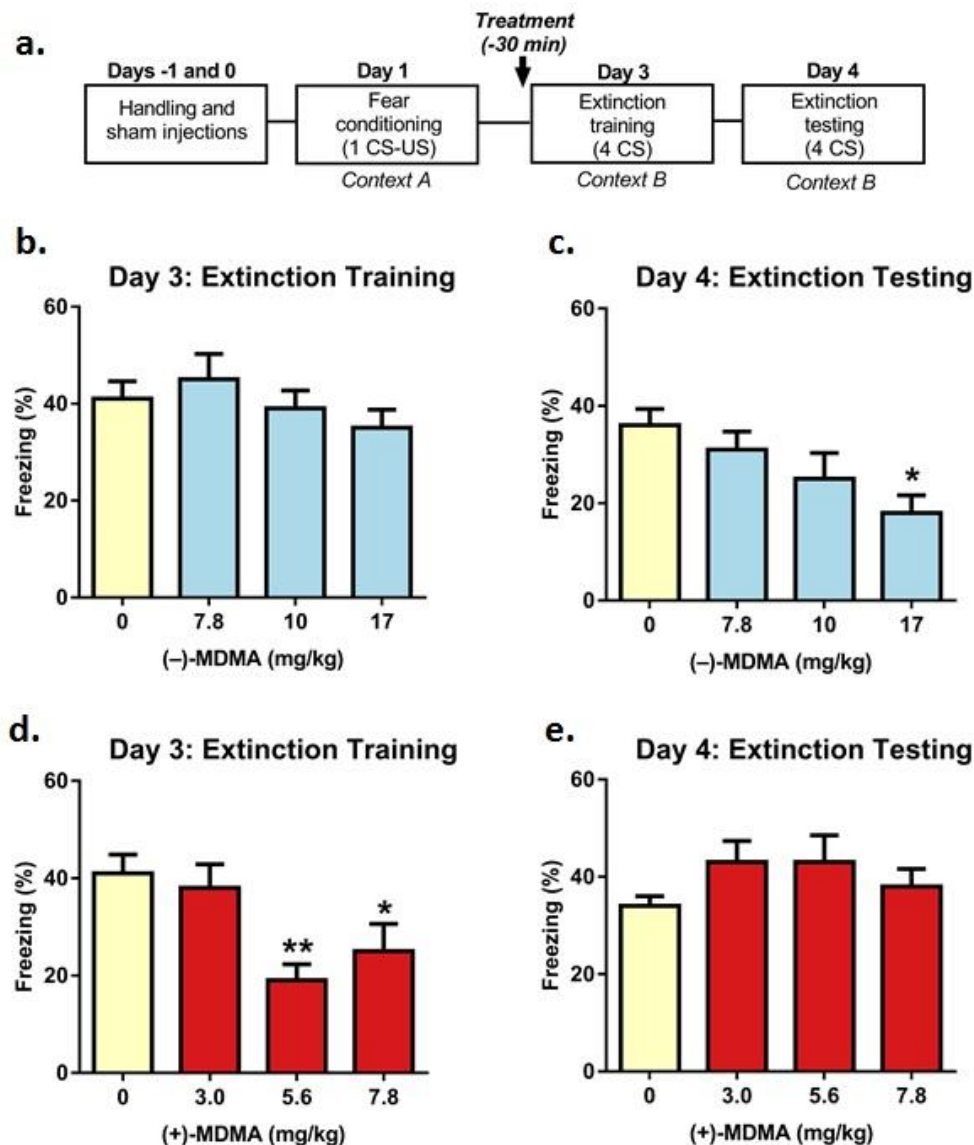 a.
Treatment
(-30 min)
Days -1 and 0
Day 1
Day 3
Day 4
Handling and
sham injections
Fear
conditioning
(1 CS-US)
Extinction
training
(4 CS)
Extinction
testing
(4 CS)
Context A
Context B
Context B
b.
Day 3: Extinction Training
60
40
20
0
Freezing (%)
0 7.8 10 17
(–)-MDMA (mg/kg)
c.
Day 4: Extinction Testing
60
40
20
0
Freezing (%)
*
0 7.8 10 17
(–)-MDMA (mg/kg)
d.
Day 3: Extinction Training
60
40
20
0
Freezing (%)
**
*
0 3.0 5.6 7.8
(+)-MDMA (mg/kg)
e.
Day 4: Extinction Testing
60
40
20
0
Freezing (%)
0 3.0 5.6 7.8
(+)-MDMA (mg/kg)